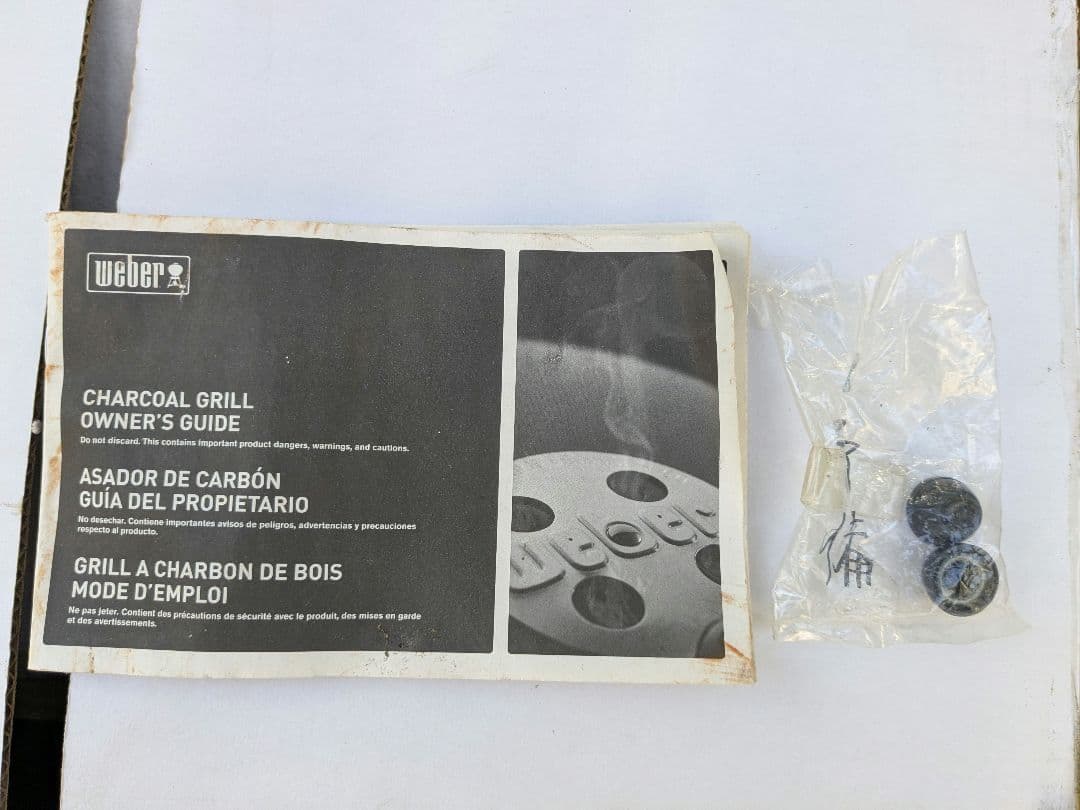 weber
CHARCOAL GRILL
OWNER'S GUIDE
Do not discard. This contains important product dangers, warnings, and cautions.
ASADOR DE CARBÓN
GUÍA DEL PROPIETARIO
No desechar. Contiene importantes avisos de peligros, advertencias y precauciones
respecto al producto.
GRILL A CHARBON DE BOIS
MODE D'EMPLOI
Ne pas jeter. Contient des précautions de sécurité avec le produit, des mises en garde
et des avertissements.
weber
予
備